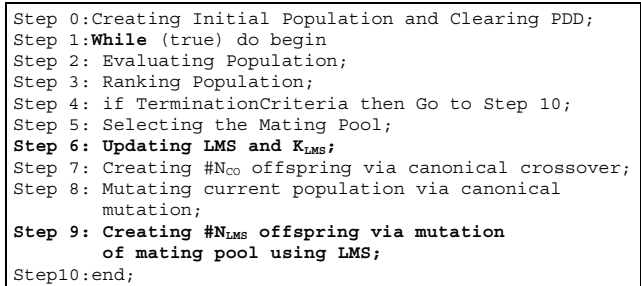 Step 0:Creating Initial Population and Clearing PDD;
Step 1:While (true) do begin
Step 2: Evaluating Population;
Step 3: Ranking Population;
Step 4: if TerminationCriteria then Go to Step 10;
Step 5: Selecting the Mating Pool;
Step 6: Updating LMS and KLMS;
Step 7: Creating #NCO offspring via canonical crossover;
Step 8: Mutating current population via canonical
mutation;
Step 9: Creating #NLMS offspring via mutation
of mating pool using LMS;
Step10:end;